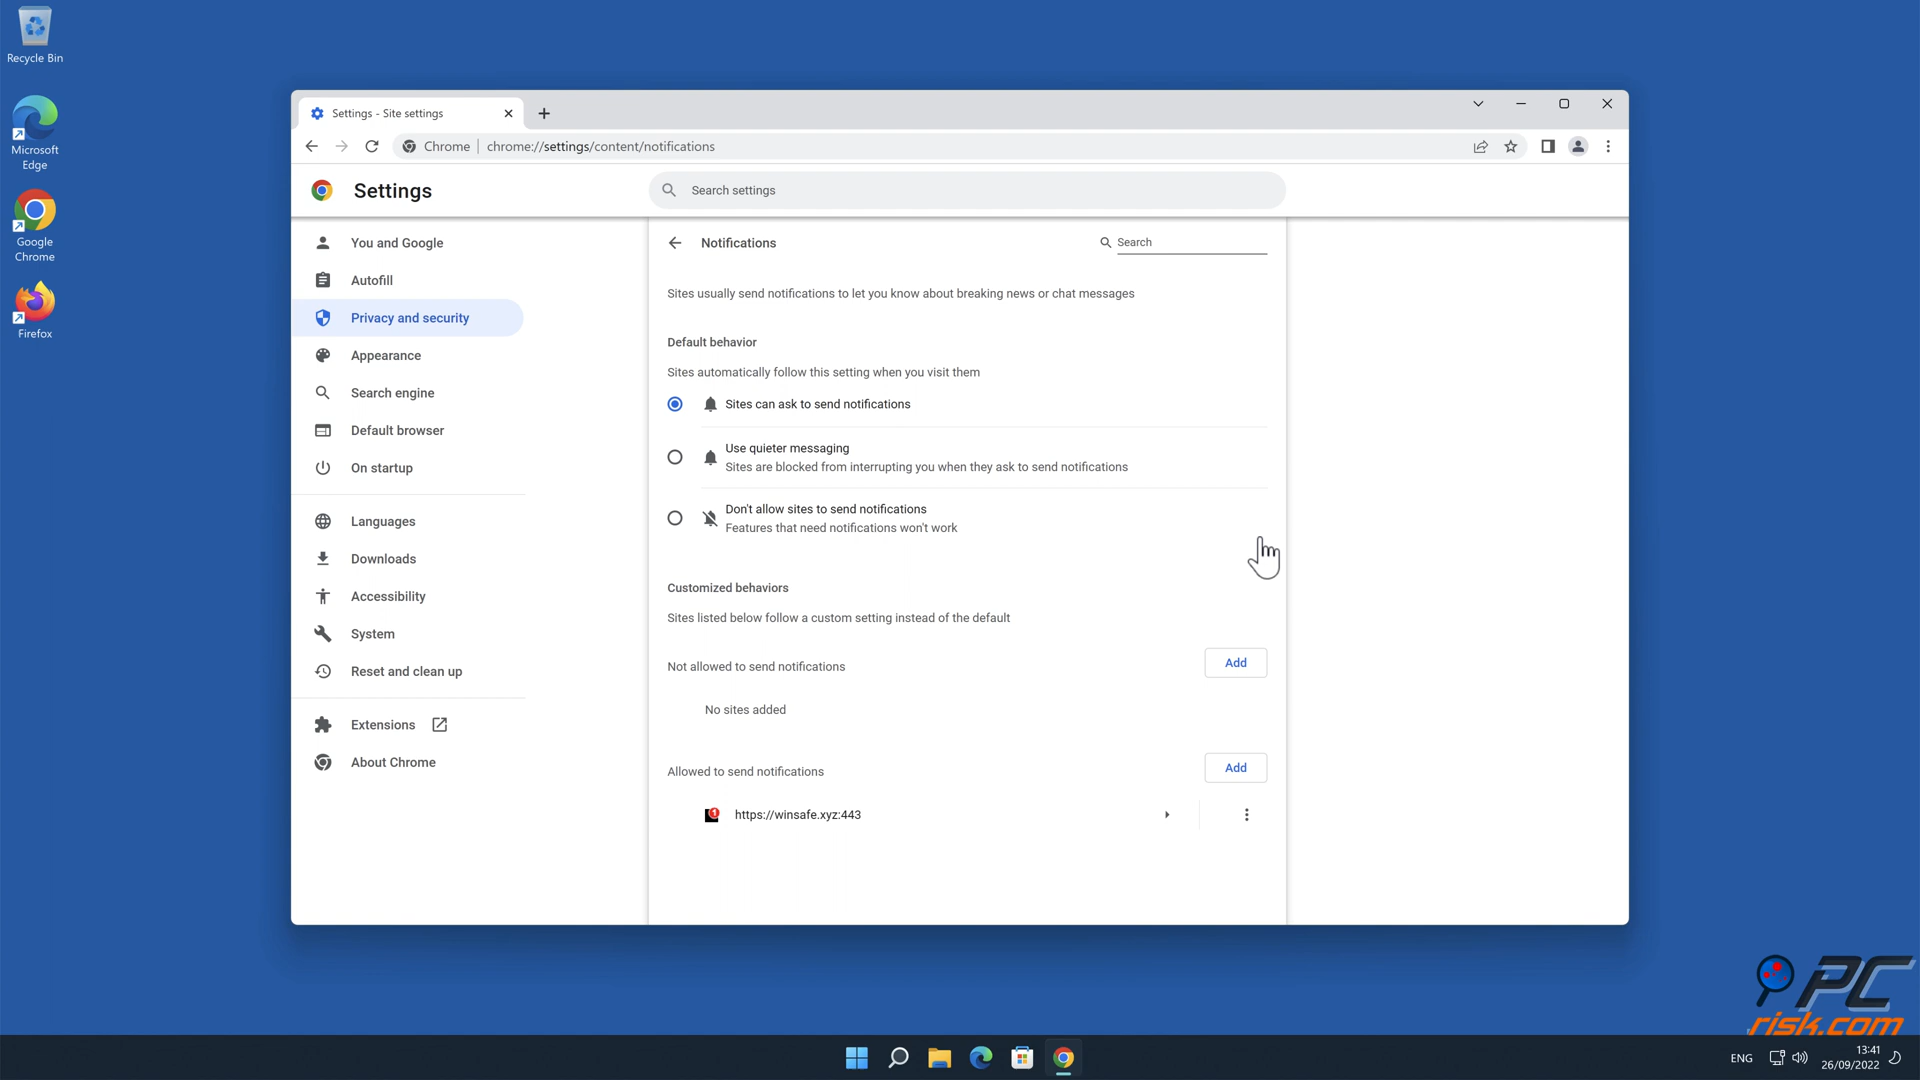 Recycle Bin
Microsoft
Edge
Google
Chrome
Firefox
Settings - Site settings
Chrome
chrome://settings/content/notifications
Settings
Search settings
You and Google
Autofill
Privacy and security
Appearance
Search engine
Default browser
On startup
Languages
Downloads
Accessibility
System
Reset and clean up
Extensions
About Chrome
Notifications
Search
Sites usually send notifications to let you know about breaking news or chat messages
Default behavior
Sites automatically follow this setting when you visit them
Sites can ask to send notifications
Use quieter messaging
Sites are blocked from interrupting you when they ask to send notifications
Don't allow sites to send notifications
Features that need notifications won't work
Customized behaviors
Sites listed below follow a custom setting instead of the default
Not allowed to send notifications
Add
No sites added
Allowed to send notifications
Add
1
https://winsafe.xyz:443
PC
risk.com
ENG
13:41
26/09/2022